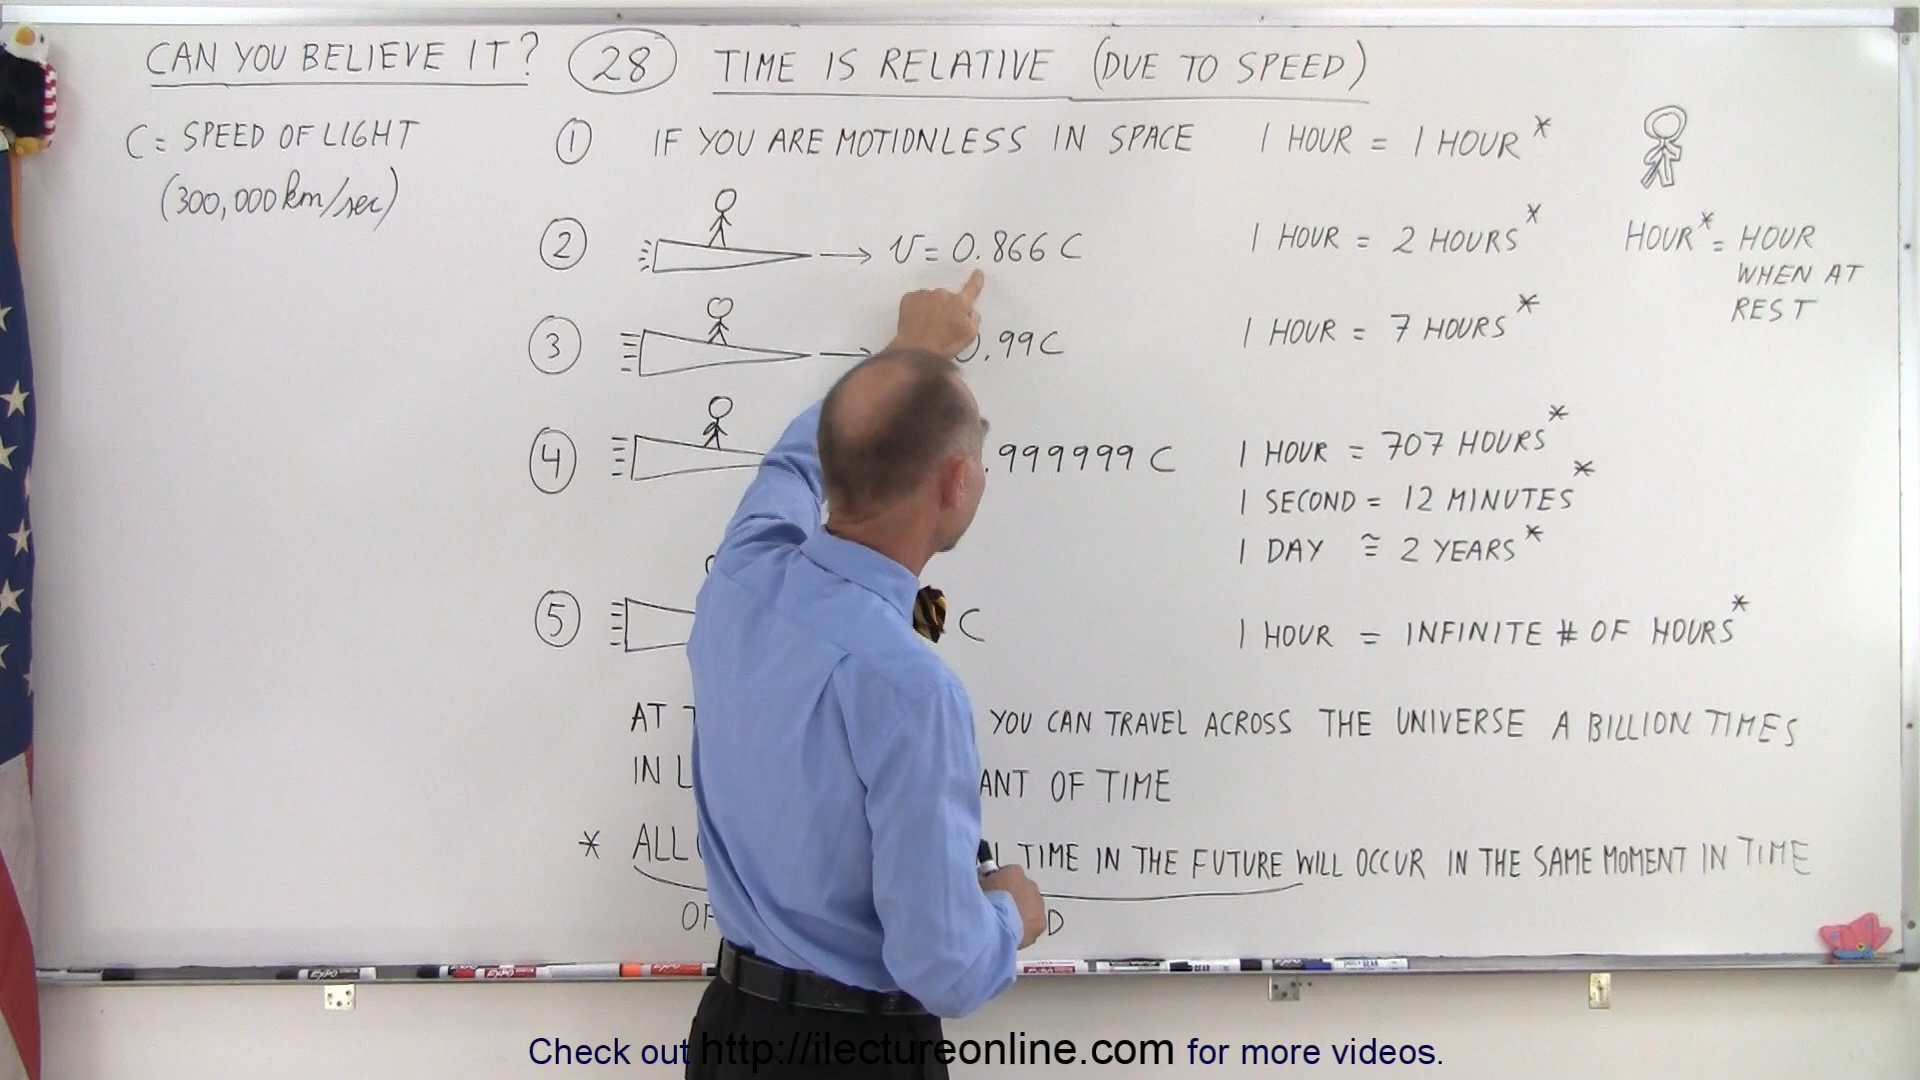 CAN YOU BELIEVE IT? 28 TIME IS RELATIVE (DUE TO SPEED)
C = SPEED OF LIGHT
(300,000 km/sec)
1 IF YOU ARE MOTIONLESS IN SPACE 1 HOUR = 1 HOUR*
2 → v = 0.866 C 1 HOUR = 2 HOURS*
HOUR* = HOUR
WHEN AT
REST
3 → 0.99 C 1 HOUR = 7 HOURS*
4 .999999 C 1 HOUR = 707 HOURS*
1 SECOND = 12 MINUTES*
1 DAY ≅ 2 YEARS*
5 C 1 HOUR = INFINITE # OF HOURS*
AT YOU CAN TRAVEL ACROSS THE UNIVERSE A BILLION TIMES
IN OF TIME
* ALL TIME IN THE FUTURE WILL OCCUR IN THE SAME MOMENT IN TIME
Check out http://ilectureonline.com for more videos.